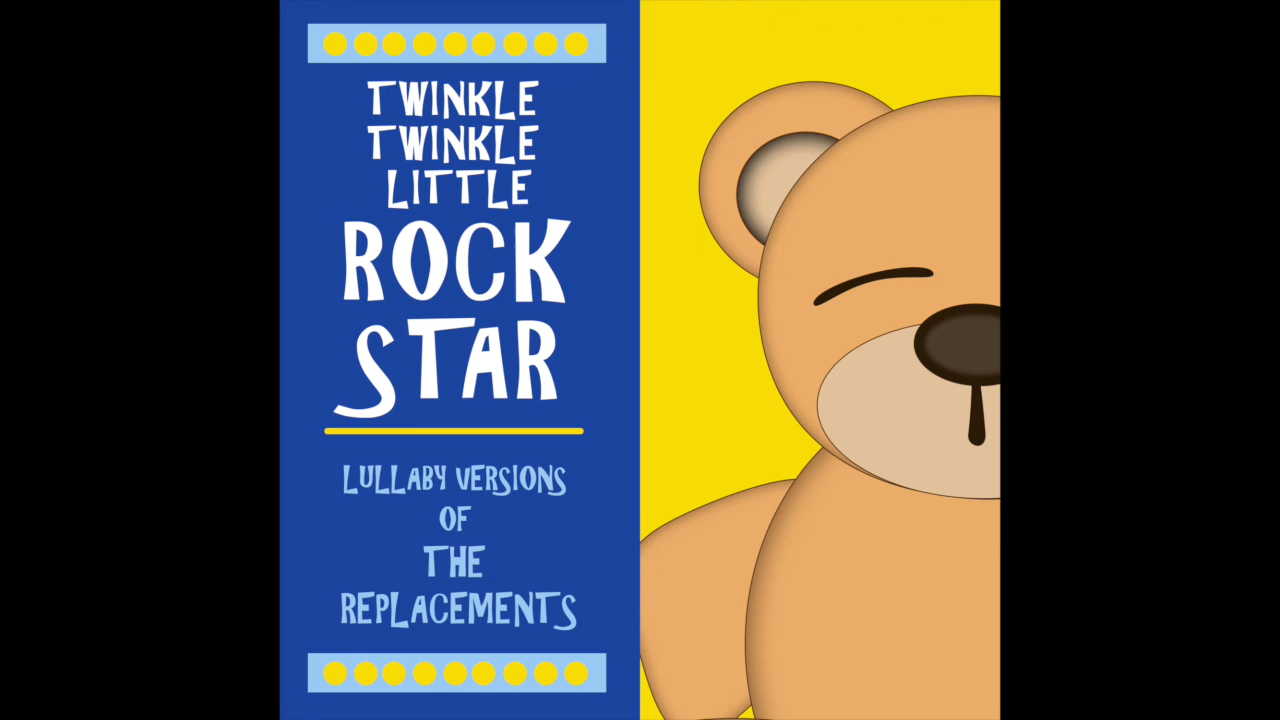 TWINKLE
TWINKLE
LITTLE
ROCK
STAR
LULLABY VERSIONS
OF
THE
REPLACEMENTS